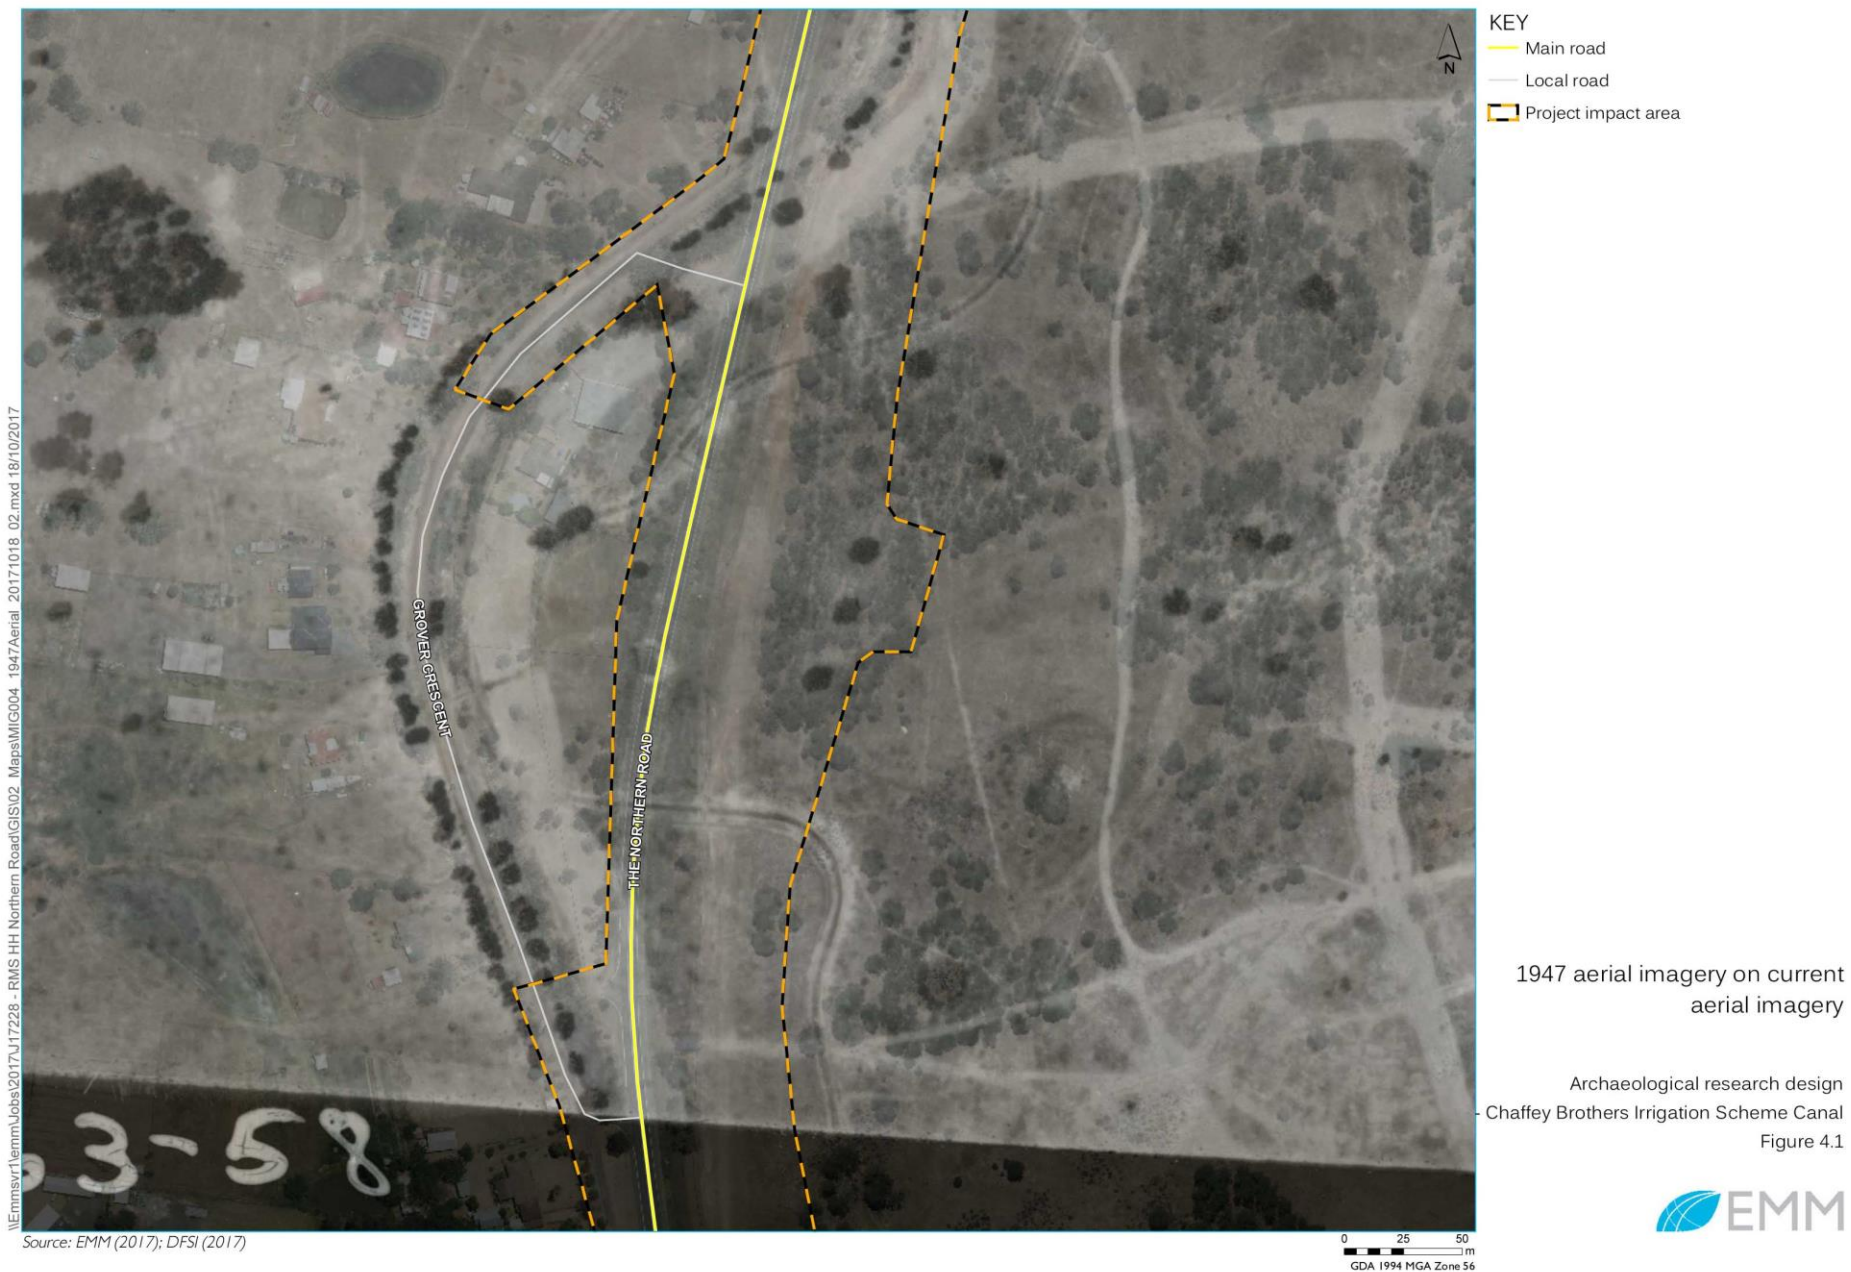 KEY
Main road
Local road
Project impact area
N
GROVER CRESCENT
THE NORTHERN ROAD
3-58
\\Emmsvr1\emm\Jobs\2017\J17228 - RMS HH Northern Road\GIS\02_Maps\MIG004_1947Aerial_20171018_02.mxd 18/10/2017
1947 aerial imagery on current
aerial imagery
Archaeological research design
- Chaffey Brothers Irrigation Scheme Canal
Figure 4.1
EMM
Source: EMM (2017); DFSI (2017)
0 25 50
m
GDA 1994 MGA Zone 56